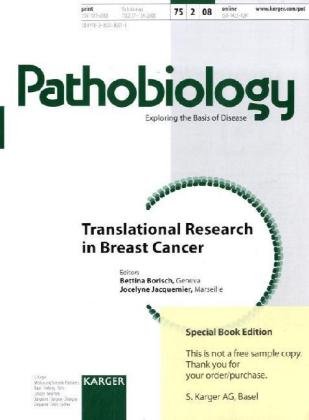 print
75 2 08
online
www.karger.com/pat
Pathobiology
Exploring the Basis of Disease
Translational Research
in Breast Cancer
Editors
Bettina Borisch, Geneva
Jocelyne Jacquemier, Marseille
Special Book Edition
This is not a free sample copy.
Thank you for
your order/purchase.
S. Karger AG, Basel
KARGER